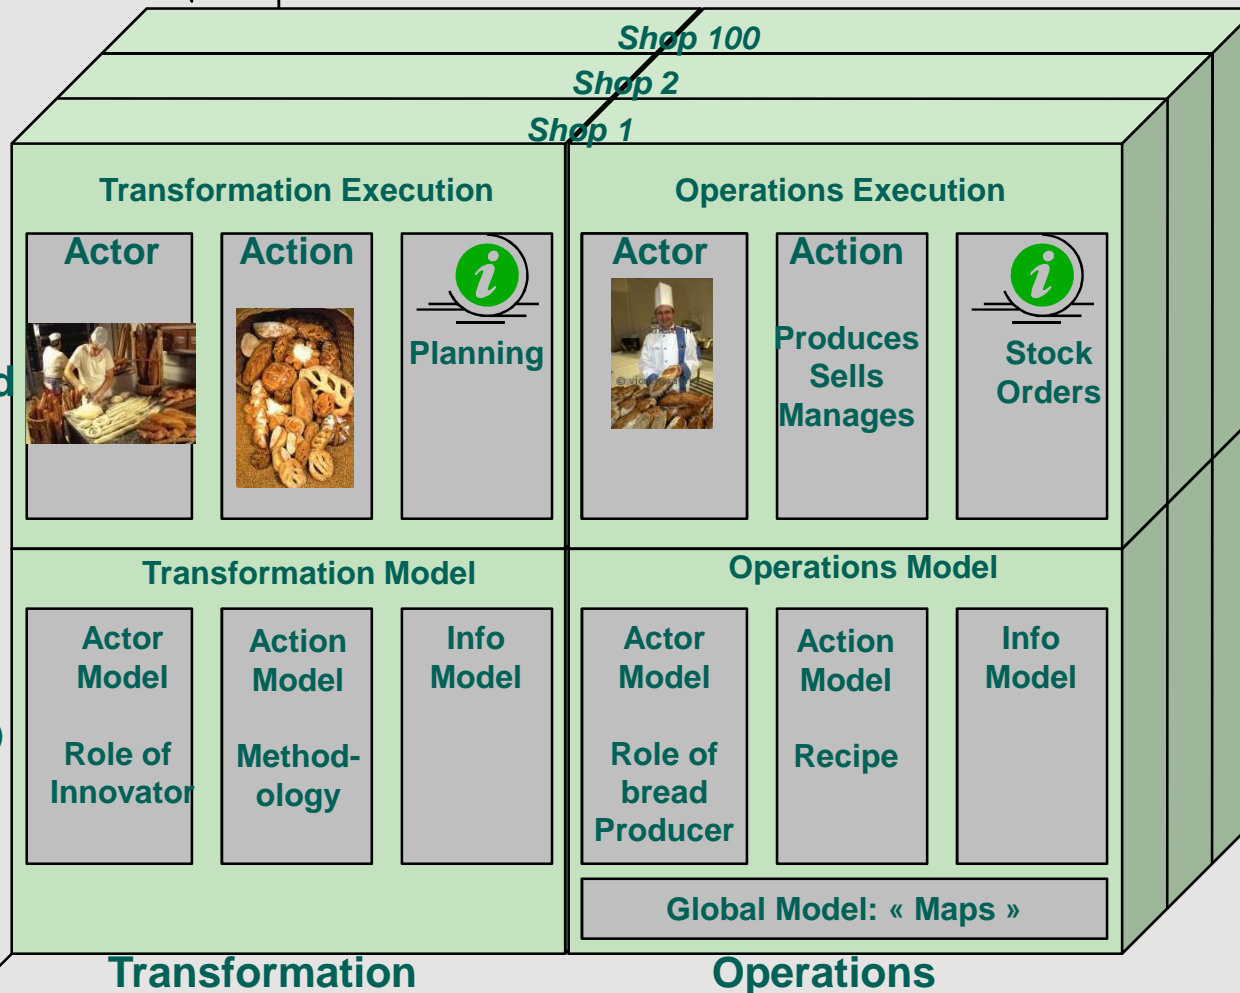 Shop 100
Shop 2
Shop 1
Transformation Execution
Actor
Action
i
Planning
Operations Execution
Actor
Action
Produces
Sells
Manages
i
Stock
Orders
d
Transformation Model
Actor
Model
Role of
Innovator
Action
Model
Method-
ology
Info
Model
Operations Model
Actor
Model
Role of
bread
Producer
Action
Model
Recipe
Info
Model
)
Global Model: « Maps »
Transformation
Operations